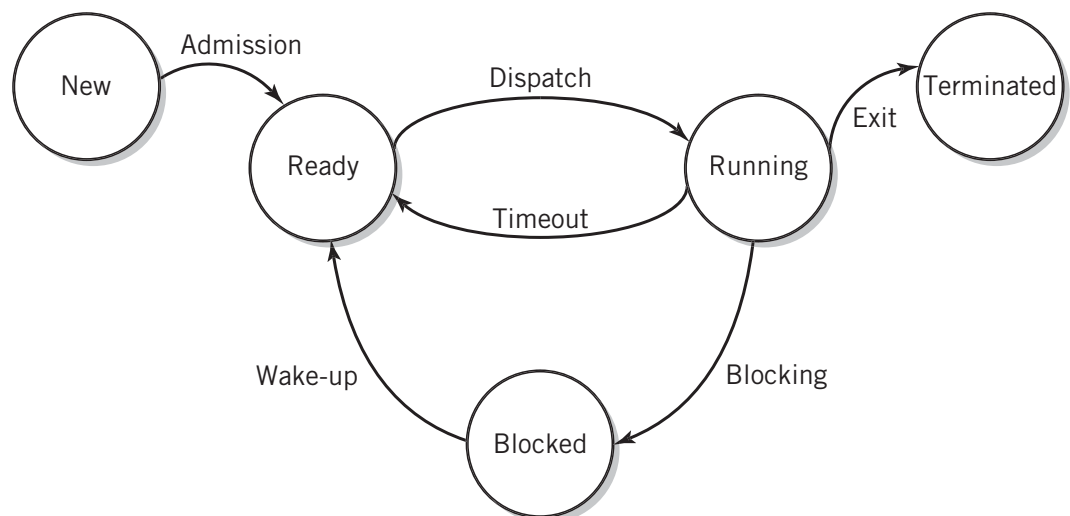 New
Admission
Ready
Dispatch
Timeout
Running
Exit
Terminated
Wake-up
Blocking
Blocked